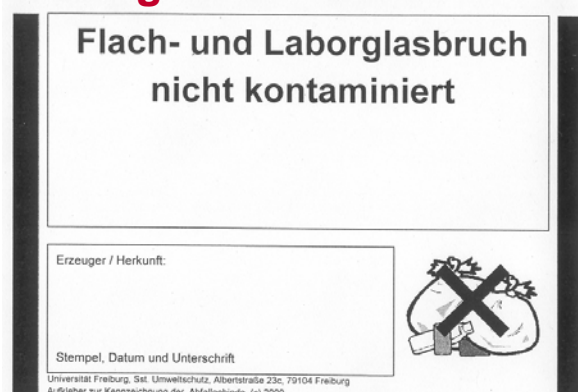 Flach- und Laborglasbruch
nicht kontaminiert
Erzeuger / Herkunft:
Stempel, Datum und Unterschrift
Universität Freiburg, Sst. Umweltschutz, Albertstraße 23c, 79104 Freiburg